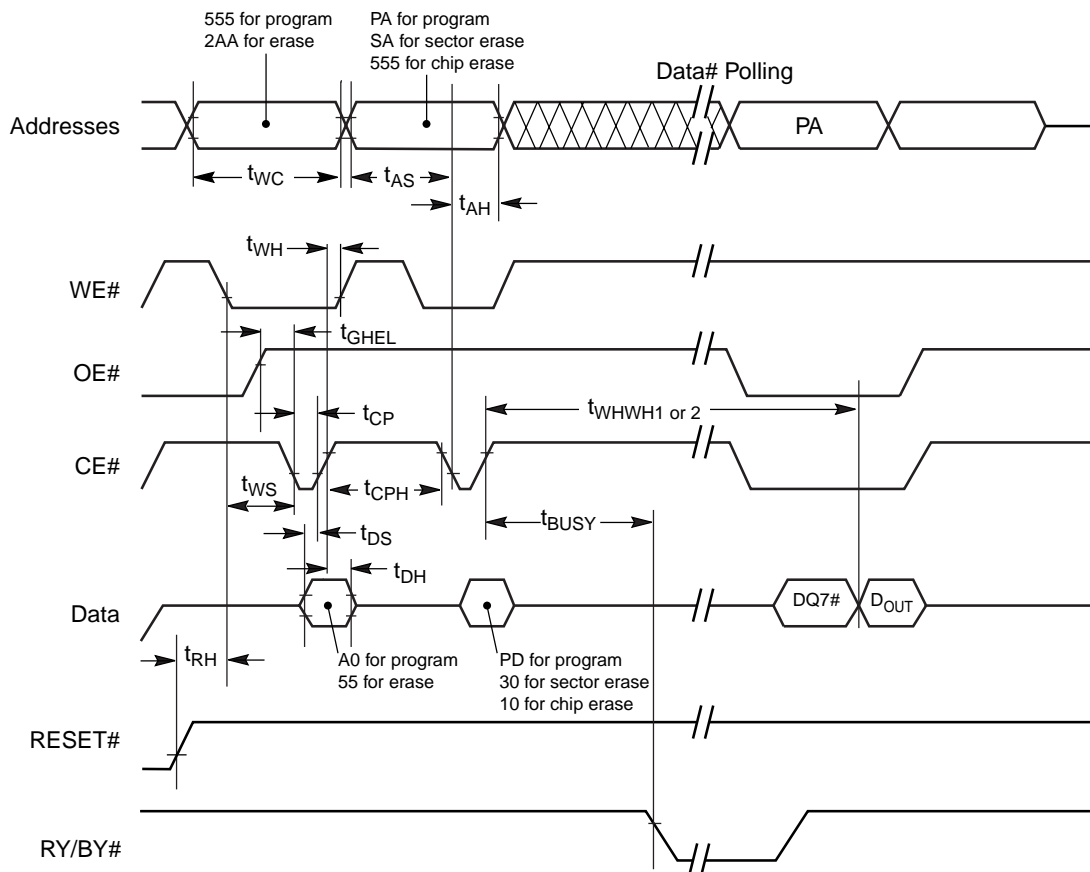 555 for program
2AA for erase
PA for program
SA for sector erase
555 for chip erase
Data# Polling
Addresses
PA
tWC
tAS
tAH
tWH
WE#
tGHEL
OE#
tCP
tWHWH1 or 2
CE#
tWS
tCPH
tBUSY
tDS
tDH
Data
DQ7#
DOUT
tRH
A0 for program
55 for erase
PD for program
30 for sector erase
10 for chip erase
RESET#
RY/BY#